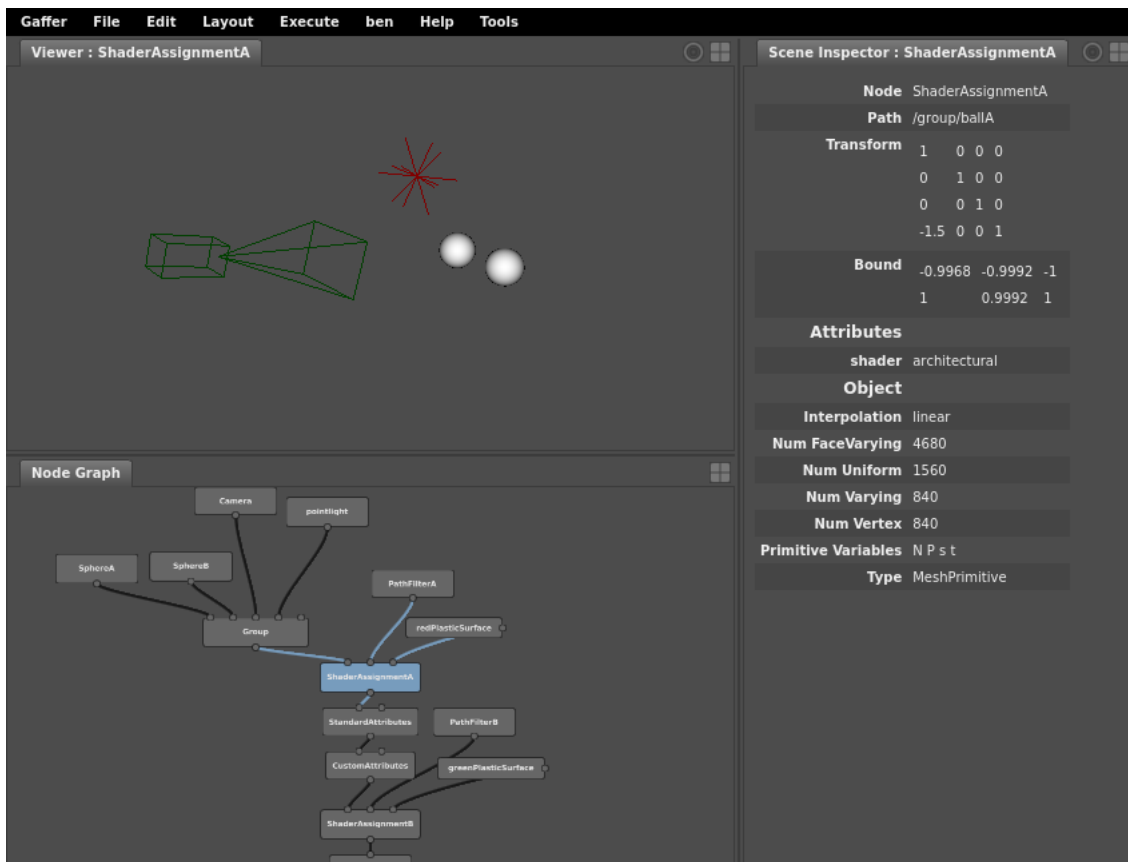 Gaffer File Edit Layout Execute ben Help Tools
Viewer : ShaderAssignmentA
Scene Inspector : ShaderAssignmentA
Node ShaderAssignmentA
Path /group/ballA
Transform 1 0 0 0
0 1 0 0
0 0 1 0
-1.5 0 0 1
Bound -0.9968 -0.9992 -1
1 0.9992 1
Attributes
shader architectural
Object
Interpolation linear
Num FaceVarying 4680
Num Uniform 1560
Num Varying 840
Num Vertex 840
Primitive Variables N P s t
Type MeshPrimitive
Node Graph
Camera
pointlight
SphereA
SphereB
PathFilterA
redPlasticSurface
Group
ShaderAssignmentA
StandardAttributes
PathFilterB
CustomAttributes
greenPlasticSurface
ShaderAssignmentB